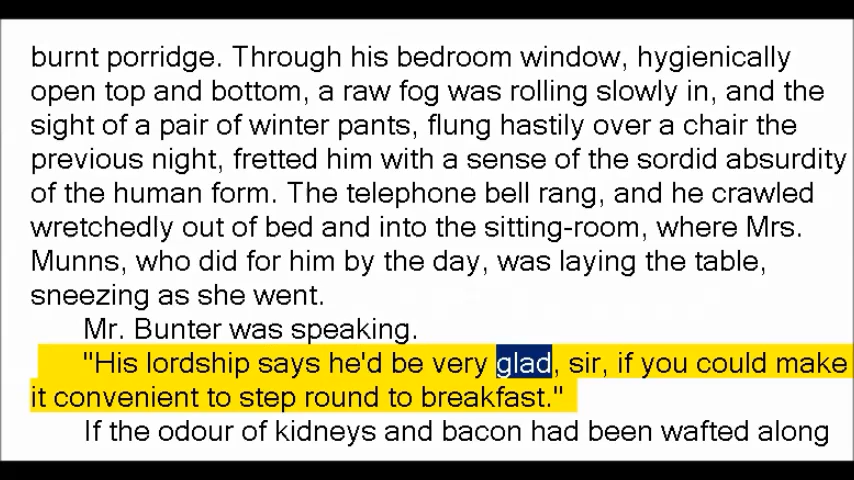 burnt porridge. Through his bedroom window, hygienically
open top and bottom, a raw fog was rolling slowly in, and the
sight of a pair of winter pants, flung hastily over a chair the
previous night, fretted him with a sense of the sordid absurdity
of the human form. The telephone bell rang, and he crawled
wretchedly out of bed and into the sitting-room, where Mrs.
Munns, who did for him by the day, was laying the table,
sneezing as she went.
Mr. Bunter was speaking.
"His lordship says he'd be very glad, sir, if you could make
it convenient to step round to breakfast."
If the odour of kidneys and bacon had been wafted along